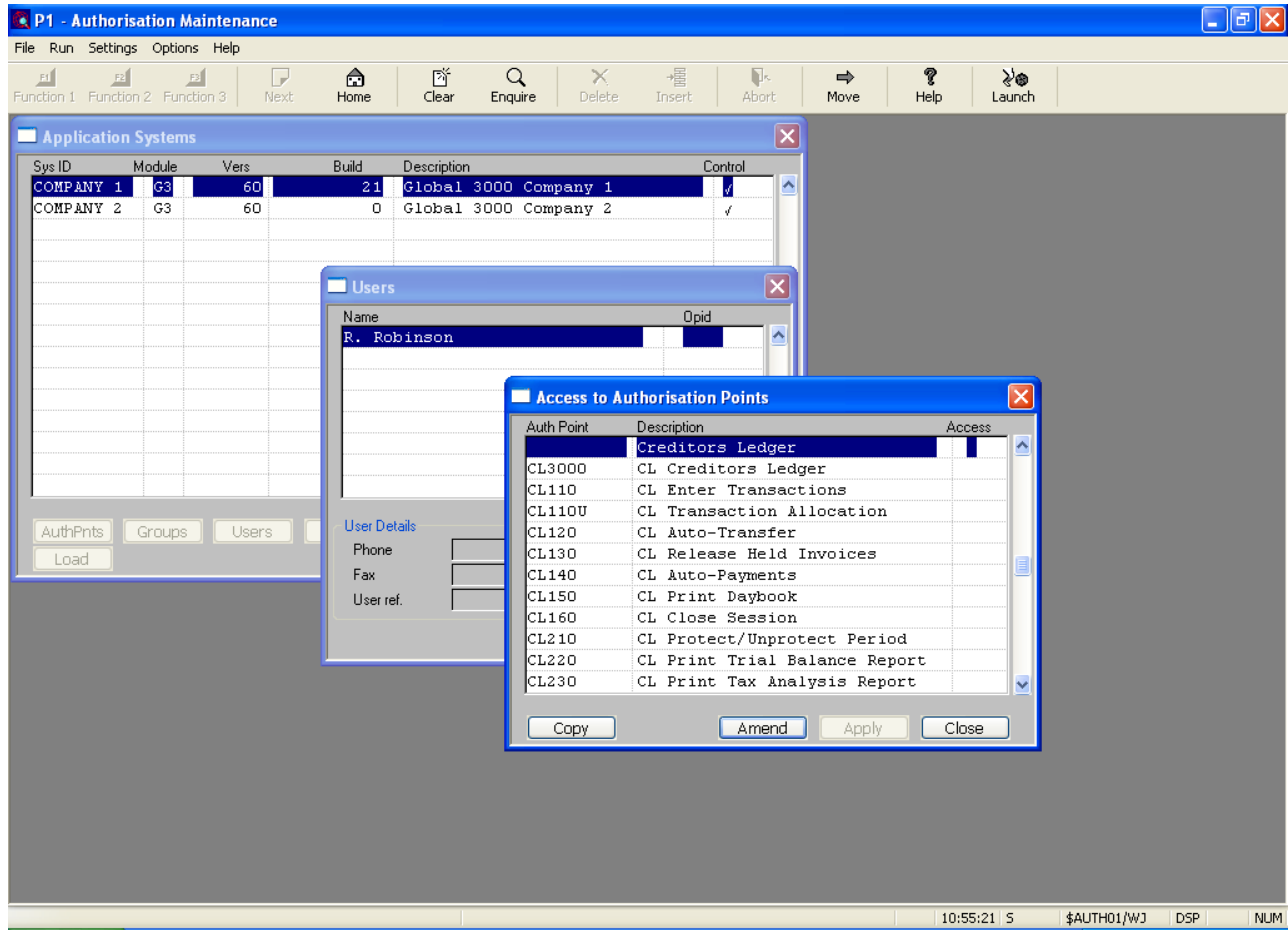 P1 - Authorisation Maintenance
File Run Settings Options Help
F1 F2 F3
Function 1 Function 2 Function 3 Next Home Clear Enquire Delete Insert Abort Move Help Launch
Application Systems
Sys ID Module Vers Build Description Control
COMPANY 1 G3 60 21 Global 3000 Company 1 √
COMPANY 2 G3 60 0 Global 3000 Company 2 √
Users
Name Opid
R. Robinson
Access to Authorisation Points
Auth Point Description Access
Creditors Ledger
CL3000 CL Creditors Ledger
CL110 CL Enter Transactions
CL110U CL Transaction Allocation
CL120 CL Auto-Transfer
CL130 CL Release Held Invoices
CL140 CL Auto-Payments
CL150 CL Print Daybook
CL160 CL Close Session
CL210 CL Protect/Unprotect Period
CL220 CL Print Trial Balance Report
CL230 CL Print Tax Analysis Report
Copy Amend Apply Close
AuthPnts Groups Users
Load
User Details
Phone
Fax
User ref.
10:55:21 S $AUTH01/WJ DSP NUM